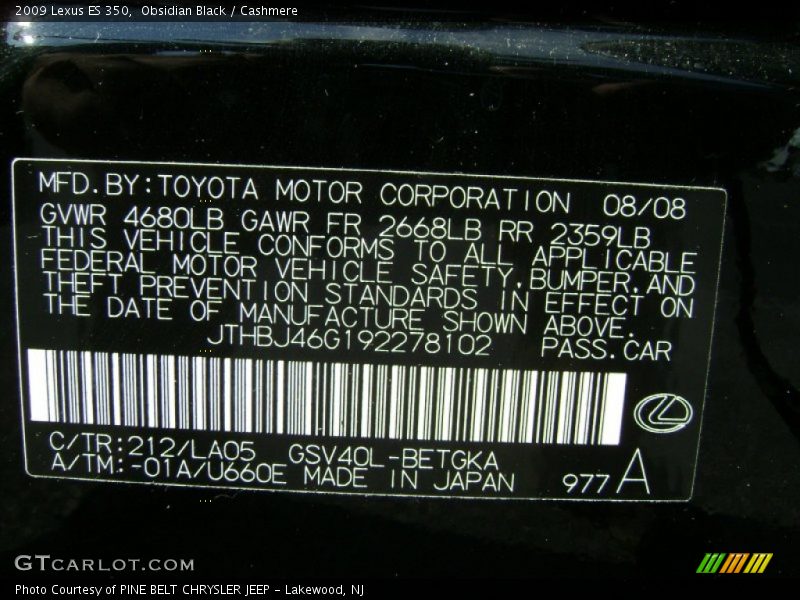 2009 Lexus ES 350,  Obsidian Black / Cashmere
MFD.BY:TOYOTA MOTOR CORPORATION 08/08
GVWR 4680LB GAWR FR 2668LB RR 2359LB
THIS VEHICLE CONFORMS TO ALL APPLICABLE
FEDERAL MOTOR VEHICLE SAFETY,BUMPER,AND
THEFT PREVENTION STANDARDS IN EFFECT ON
THE DATE OF MANUFACTURE SHOWN ABOVE.
JTHBJ46G192278102 PASS.CAR
C/TR:212/LA05 GSV40L-BETGKA
A/TM:-01A/U660E MADE IN JAPAN 977 A
GTCARLOT.COM
Photo Courtesy of PINE BELT CHRYSLER JEEP - Lakewood, NJ